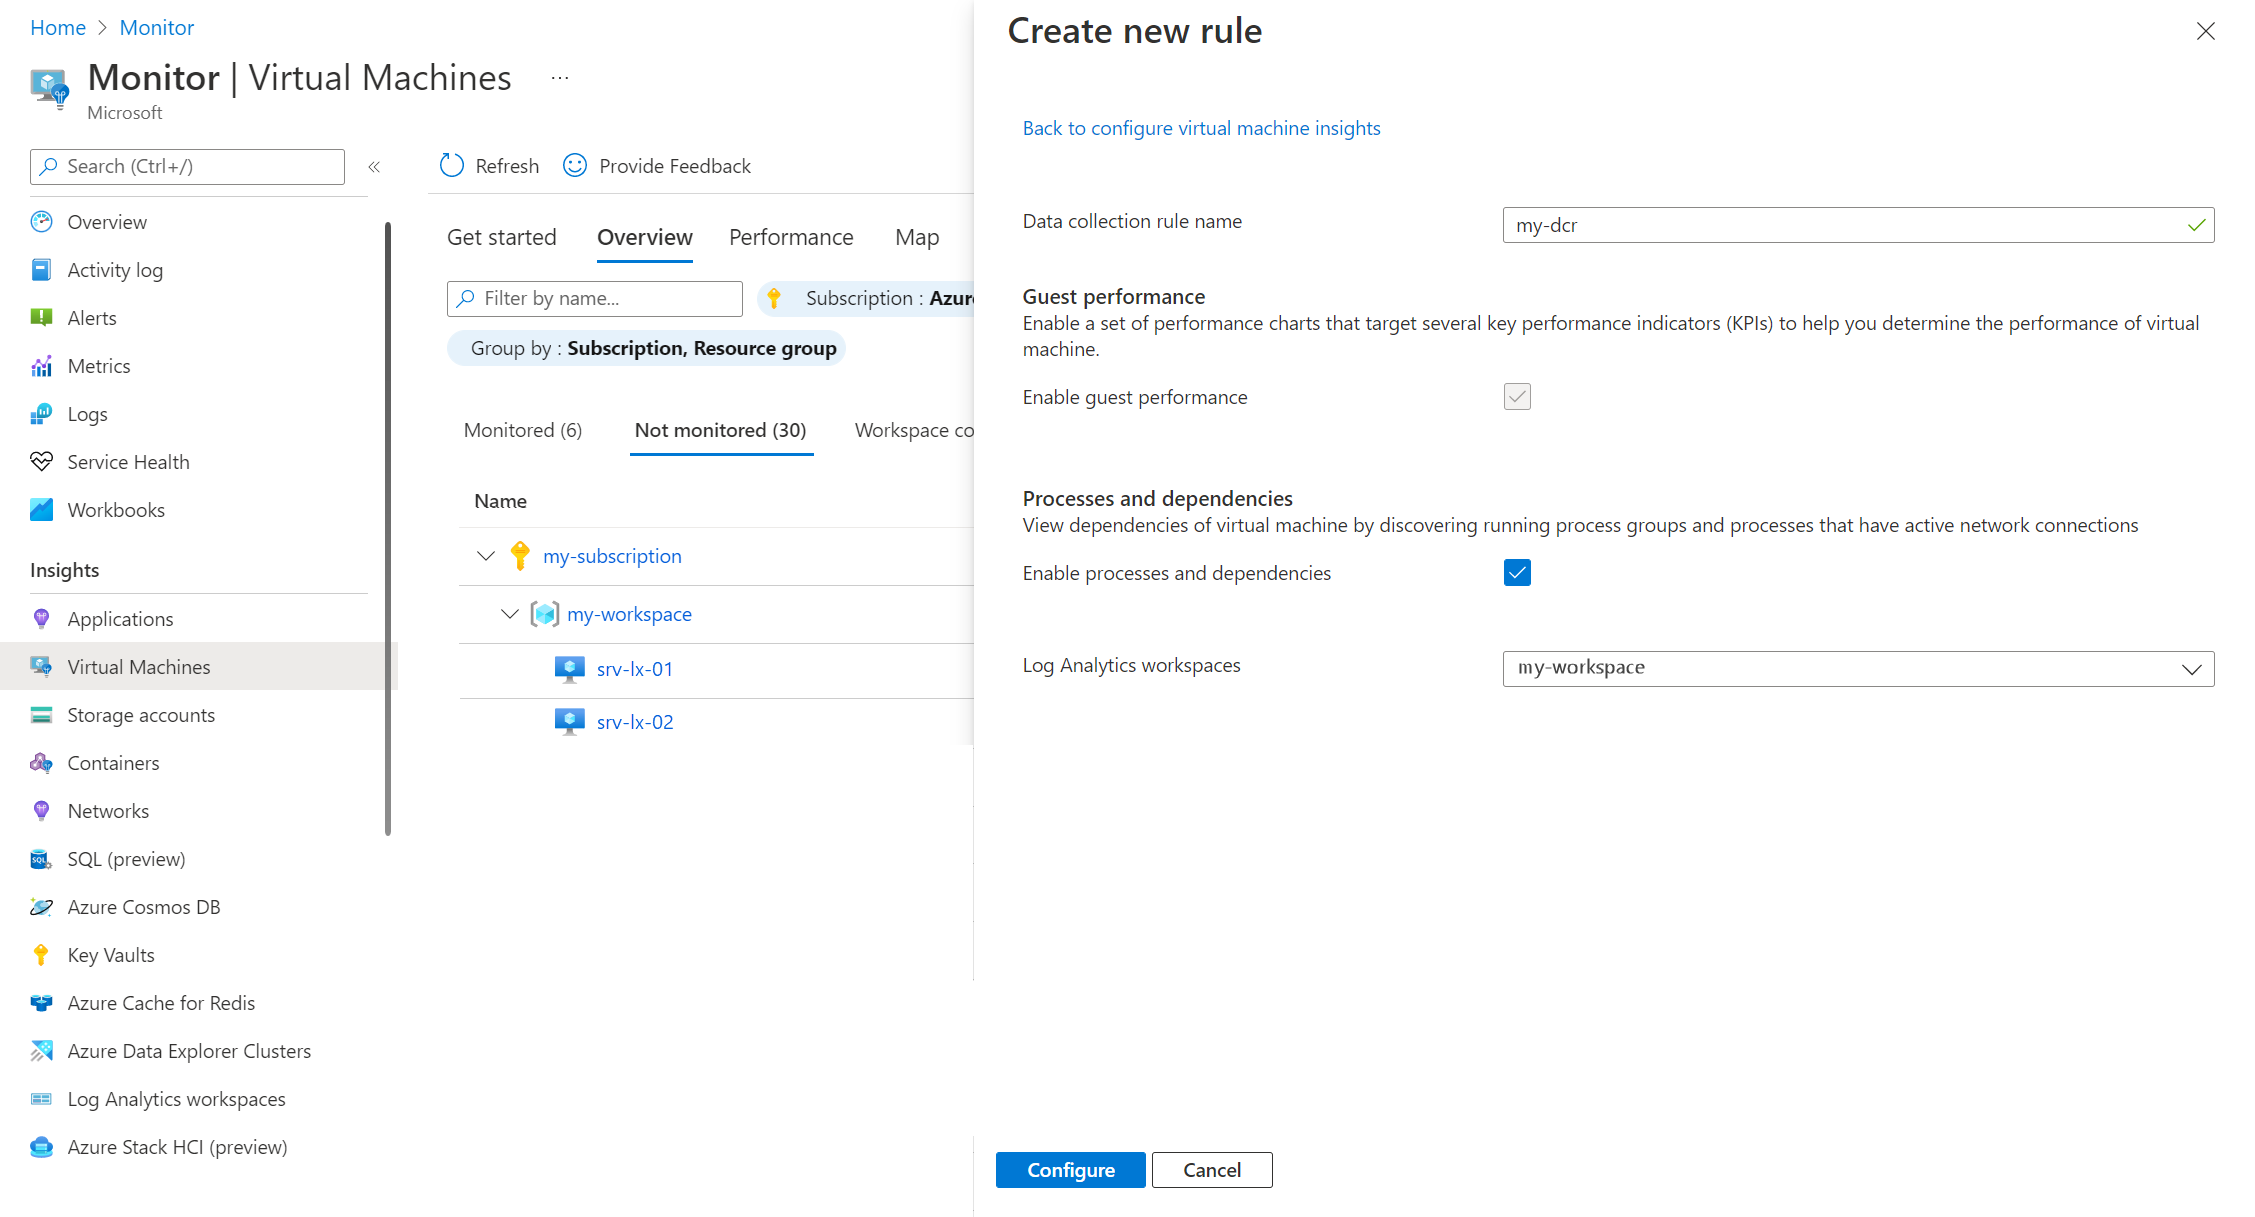 Home > Monitor
Monitor | Virtual Machines ...
Microsoft
Search (Ctrl+/)
«
Overview
Activity log
Alerts
Metrics
Logs
Service Health
Workbooks
Insights
Applications
Virtual Machines
Storage accounts
Containers
Networks
SQL (preview)
Azure Cosmos DB
Key Vaults
Azure Cache for Redis
Azure Data Explorer Clusters
Log Analytics workspaces
Azure Stack HCI (preview)
Refresh Provide Feedback
Get started Overview Performance Map
Filter by name... Subscription : Azur
Group by : Subscription, Resource group
Monitored (6) Not monitored (30) Workspace co
Name
my-subscription
my-workspace
srv-lx-01
srv-lx-02
Create new rule
Back to configure virtual machine insights
Data collection rule name my-dcr
Guest performance
Enable a set of performance charts that target several key performance indicators (KPIs) to help you determine the performance of virtual
machine.
Enable guest performance
Processes and dependencies
View dependencies of virtual machine by discovering running process groups and processes that have active network connections
Enable processes and dependencies
Log Analytics workspaces my-workspace
Configure Cancel